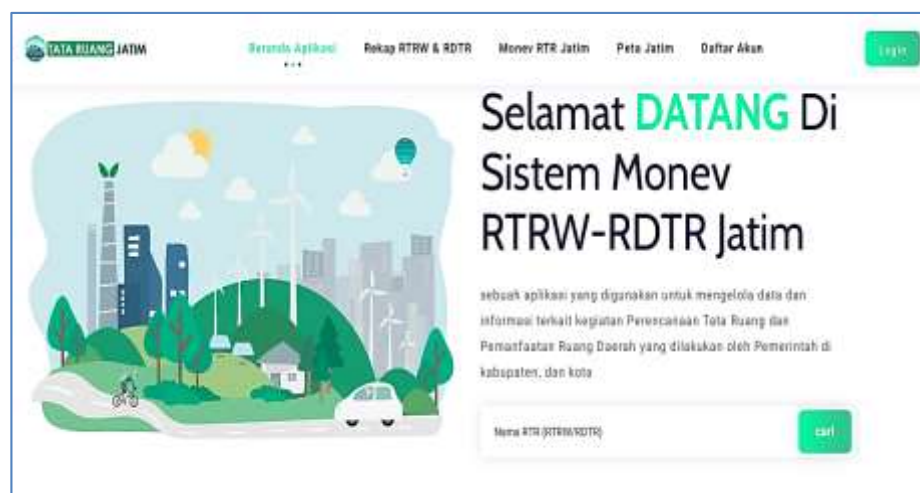 TATA RUANG JATIM
Beranda Aplikasi
Rekap RTRW & RDTR
Monev RTR Jatim
Peta Jatim
Daftar Akun
Login
Selamat DATANG Di
Sistem Monev
RTRW-RDTR Jatim
sebuah aplikasi yang digunakan untuk mengelola data dan
informasi terkait kegiatan Perencanaan Tata Ruang dan
Pemanfaatan Ruang Daerah yang dilakukan oleh Pemerintah di
kabupaten, dan kota
Nama RTR (RTRW/RDTR)
cari